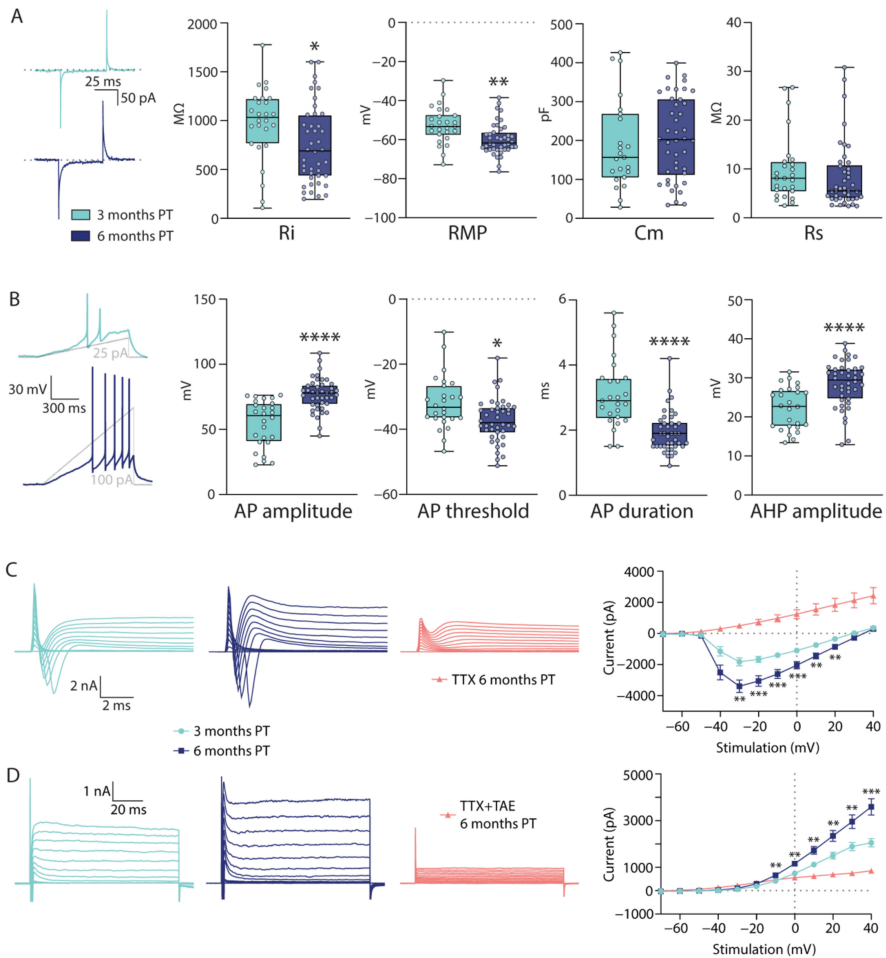 A
25 ms
50 pA
3 months PT
6 months PT
MΩ
2000
1500
1000
500
0
*
Ri
mV
0
−20
−40
−60
−80
−100
**
RMP
pF
500
400
300
200
100
0
Cm
MΩ
40
30
20
10
0
Rs
B
25 pA
30 mV
300 ms
100 pA
mV
150
100
50
0
****
AP amplitude
mV
0
−20
−40
−60
*
AP threshold
ms
6
4
2
0
****
AP duration
mV
50
40
30
20
10
0
****
AHP amplitude
C
2 nA
2 ms
TTX 6 months PT
3 months PT
6 months PT
Current (pA)
4000
2000
0
−2000
−4000
** *** *** *** ** ** **
−60 −40 −20 0 20 40
Stimulation (mV)
D
1 nA
20 ms
TTX+TAE
6 months PT
Current (pA)
5000
3000
1000
0
−1000
** ** ** ** ** ***
−60 −40 −20 0 20 40
Stimulation (mV)